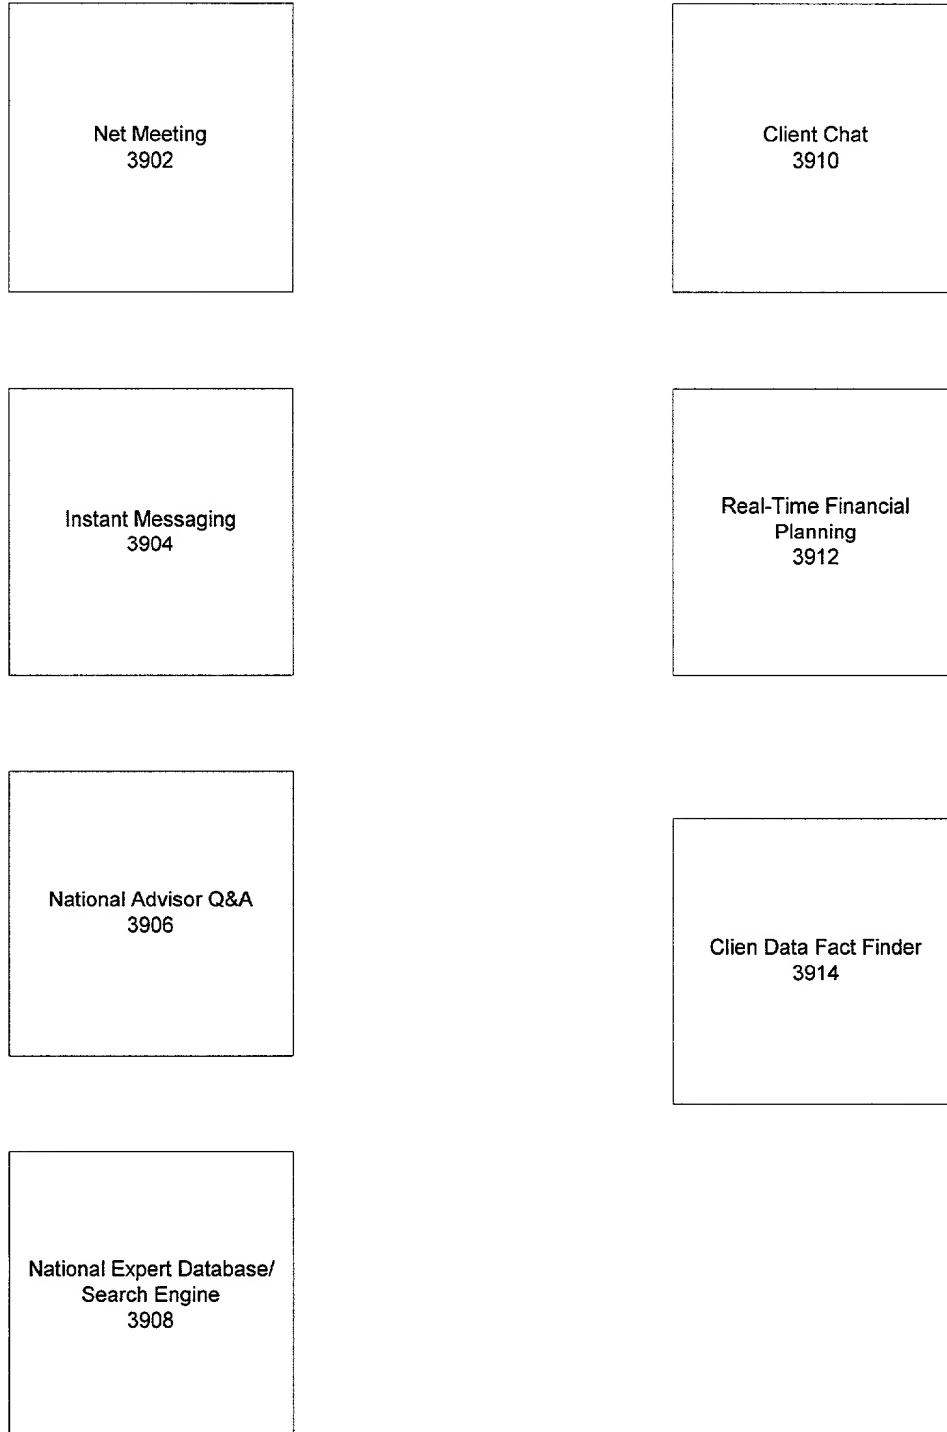 Net Meeting
3902
Client Chat
3910
Instant Messaging
3904
Real-Time Financial
Planning
3912
National Advisor Q&A
3906
Clien Data Fact Finder
3914
National Expert Database/
Search Engine
3908